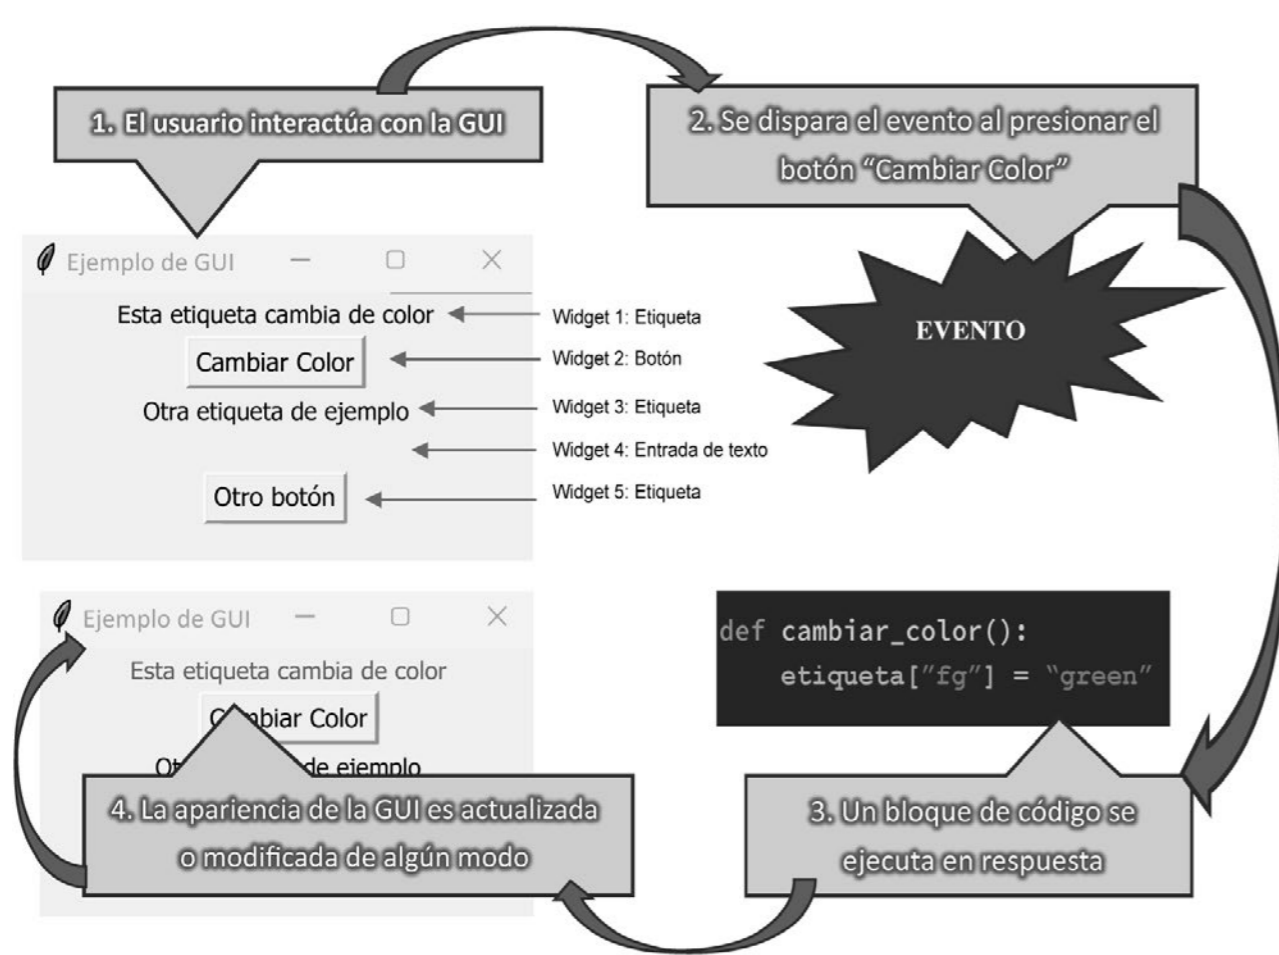 1. El usuario interactúa con la GUI
2. Se dispara el evento al presionar el
botón “Cambiar Color”
Ejemplo de GUI
Esta etiqueta cambia de color
Cambiar Color
Otra etiqueta de ejemplo
Otro botón
Widget 1: Etiqueta
Widget 2: Botón
Widget 3: Etiqueta
Widget 4: Entrada de texto
Widget 5: Etiqueta
EVENTO
def cambiar_color():
etiqueta[”fg”] = “green”
3. Un bloque de código se
ejecuta en respuesta
Ejemplo de GUI
Esta etiqueta cambia de color
Color
de ejemplo
4. La apariencia de la GUI es actualizada
o modificada de algún modo